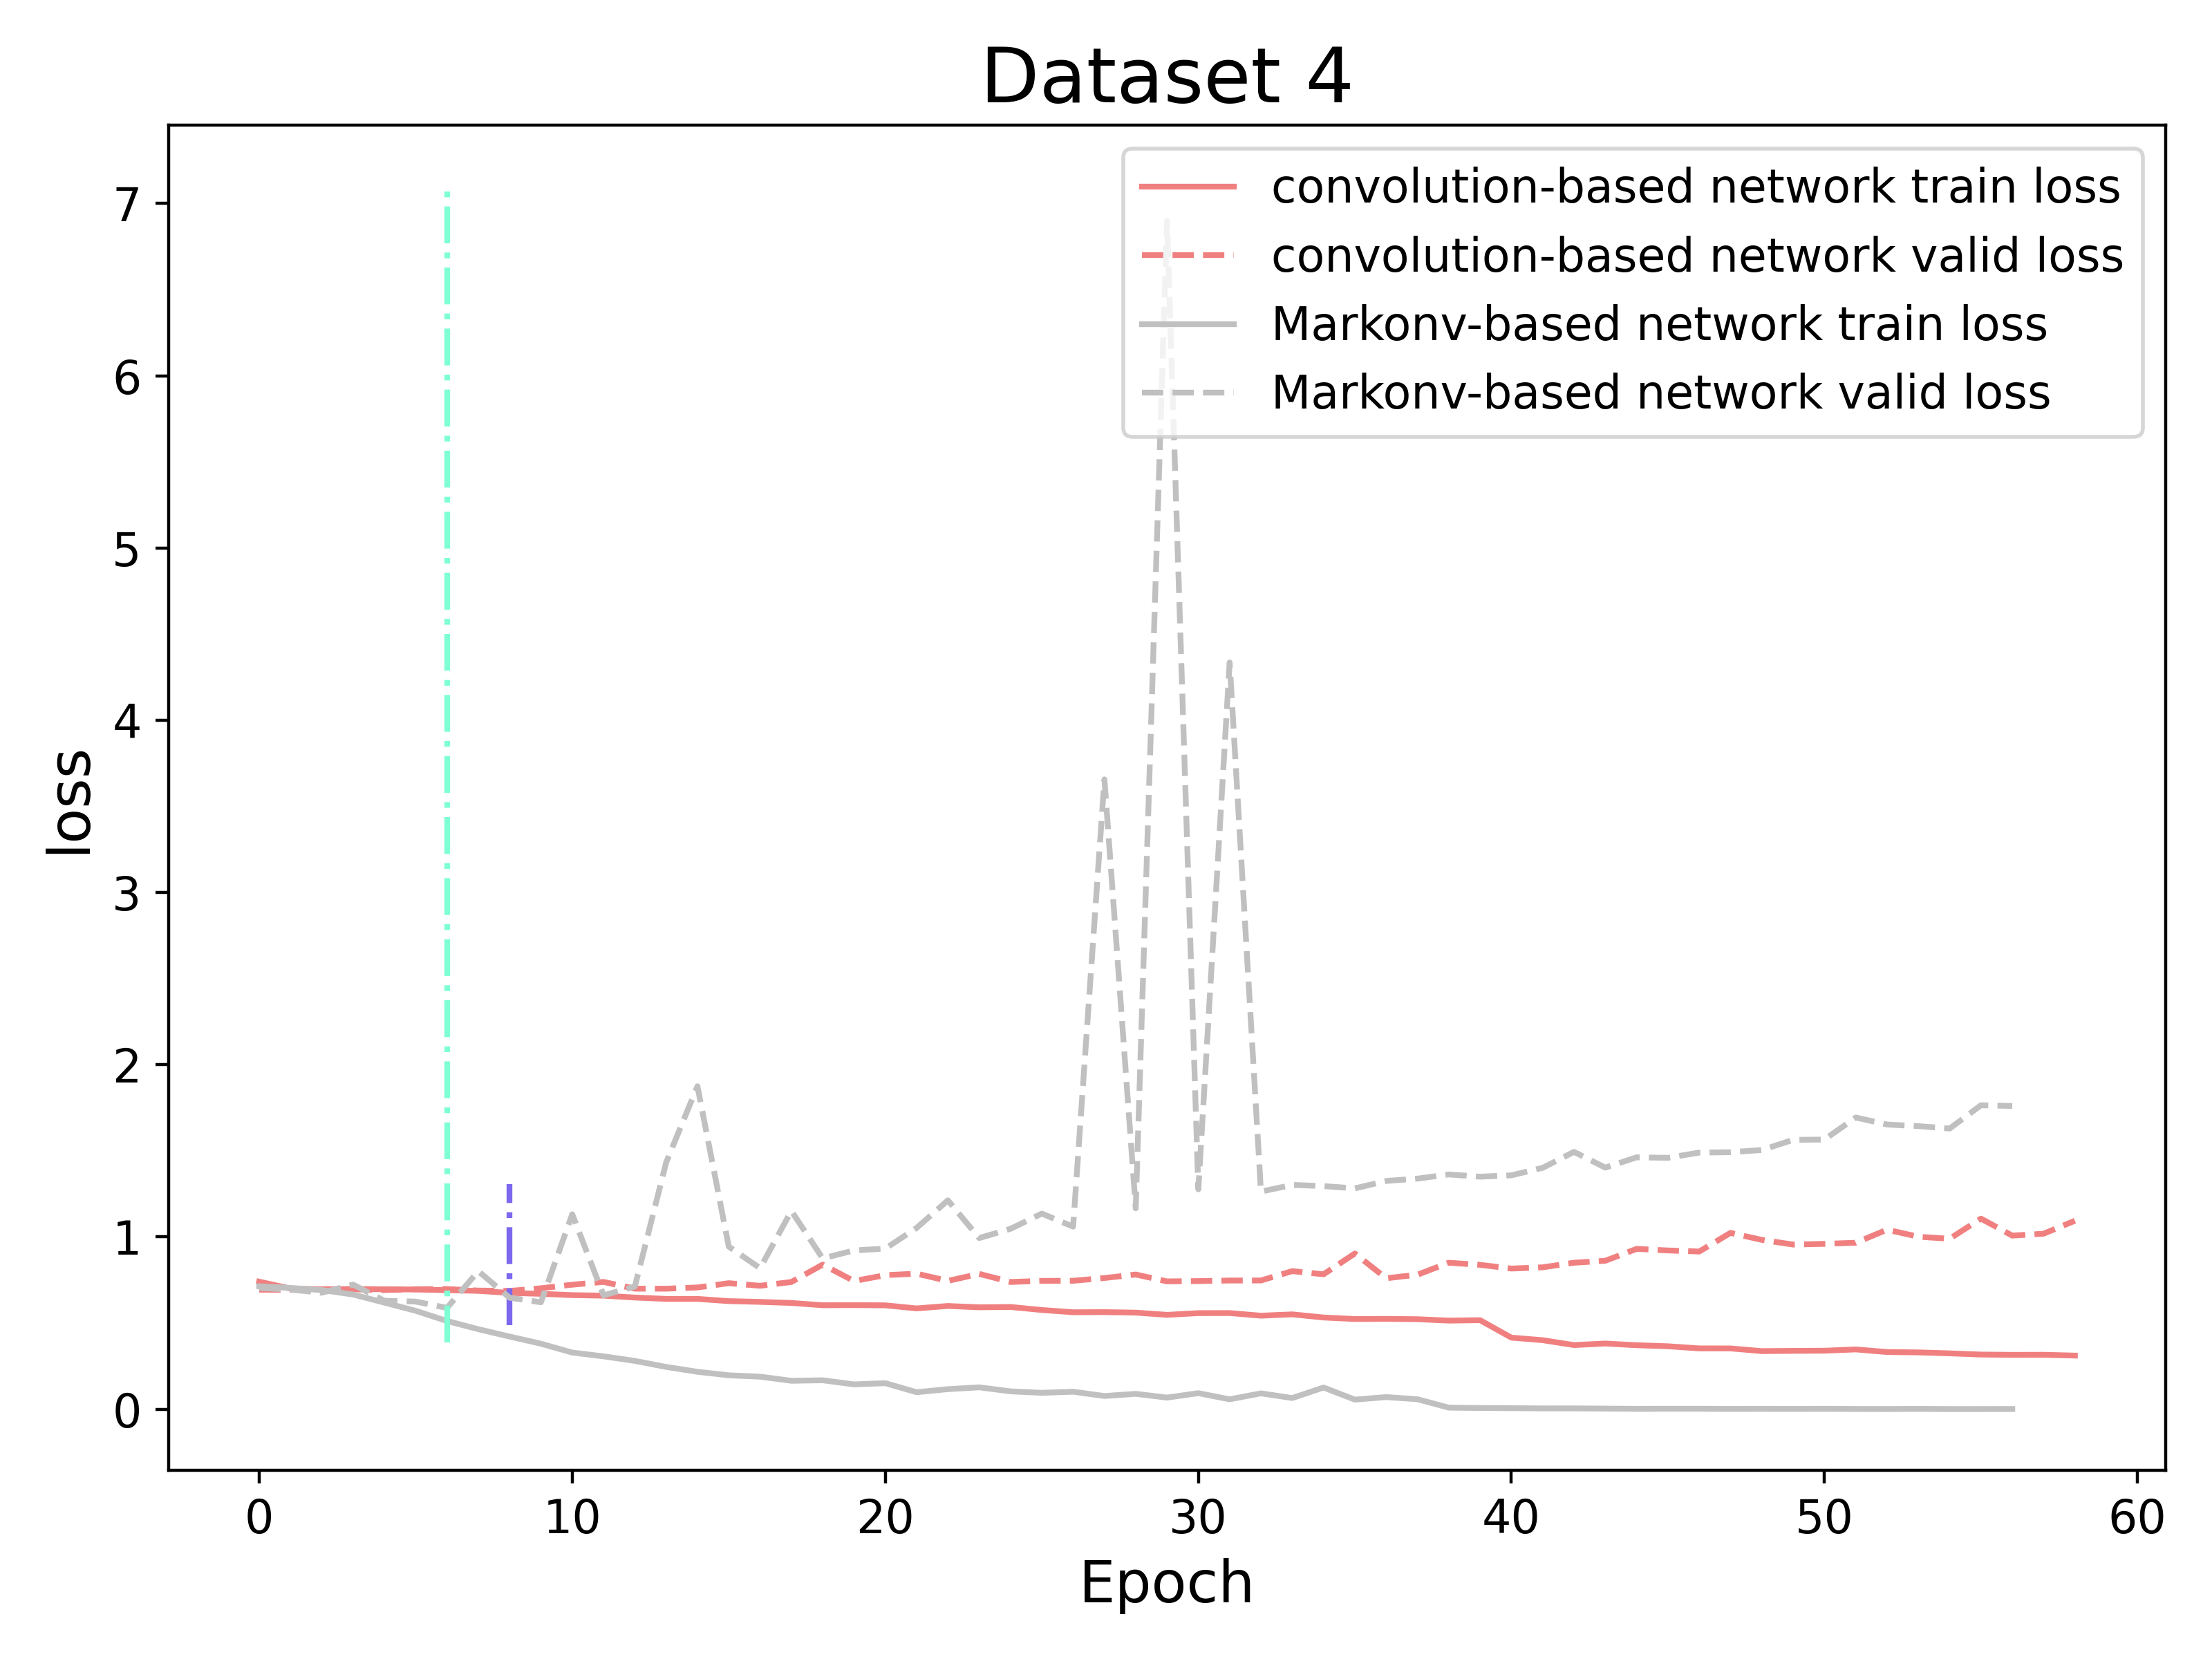 Dataset 4
convolution-based network train loss
convolution-based network valid loss
Markonv-based network train loss
Markonv-based network valid loss
loss
7
6
5
4
3
2
1
0
0 10 20 30 40 50 60
Epoch